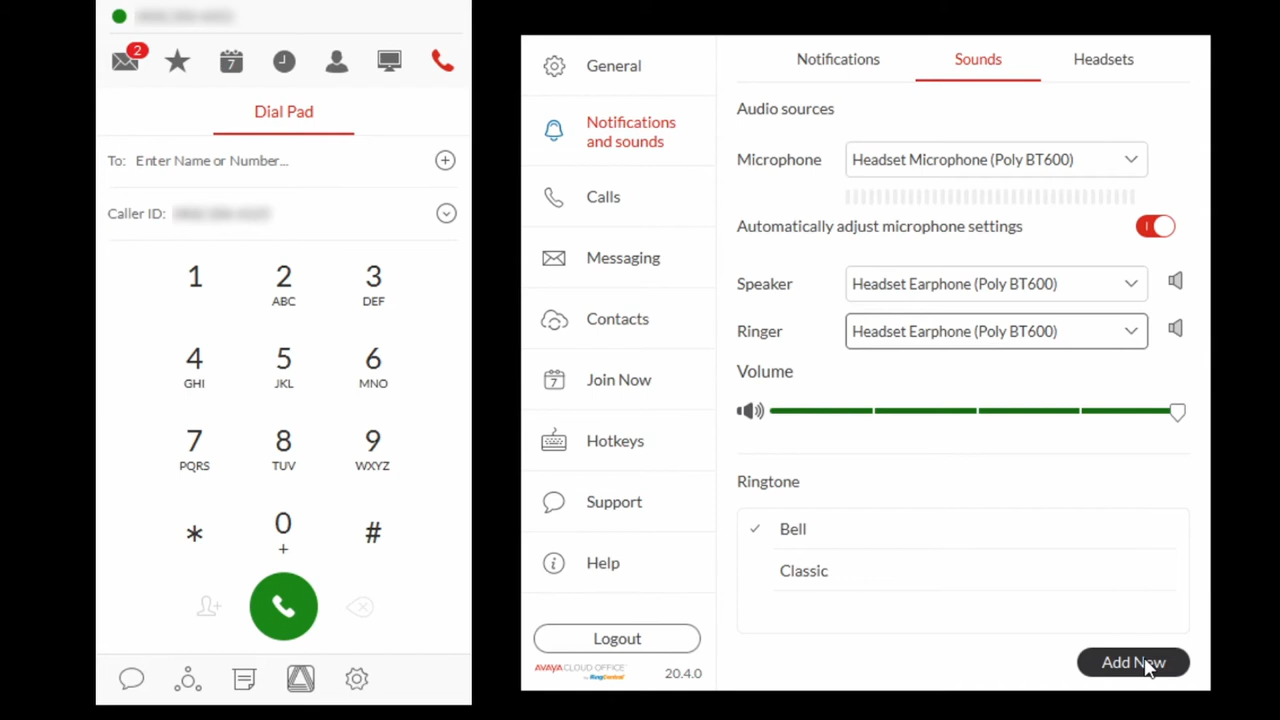 2
7
Dial Pad
To: Enter Name or Number...
Caller ID:
1
2
ABC
3
DEF
4
GHI
5
JKL
6
MNO
7
PQRS
8
TUV
9
WXYZ
*
0
+
#
General
Notifications
and sounds
Calls
Messaging
Contacts
7
Join Now
Hotkeys
Support
Help
Logout
AVAYA CLOUD OFFICE
by RingCentral
20.4.0
Notifications
Sounds
Headsets
Audio sources
Microphone
Headset Microphone (Poly BT600)
Automatically adjust microphone settings
Speaker
Headset Earphone (Poly BT600)
Ringer
Headset Earphone (Poly BT600)
Volume
Ringtone
Bell
Classic
Add New